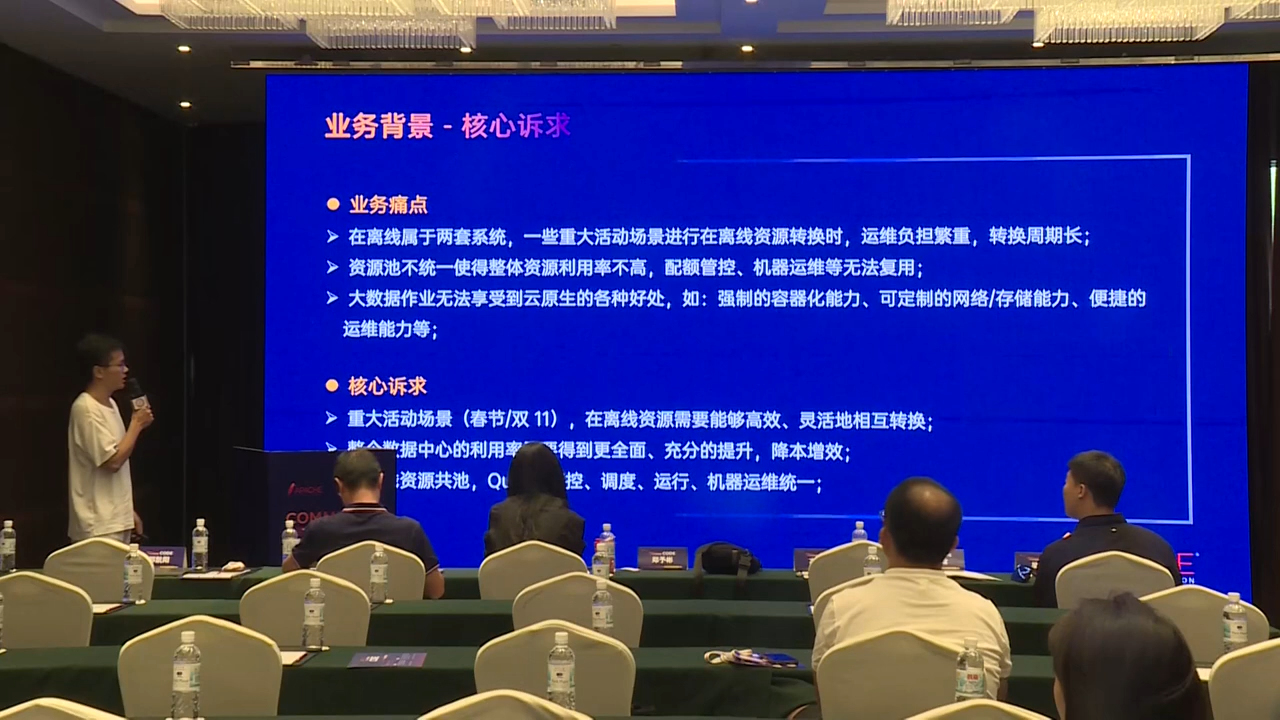 业务背景 - 核心诉求
业务痛点
在离线属于两套系统，一些重大活动场景进行在离线资源转换时，运维负担繁重，转换周期长；
资源池不统一使得整体资源利用率不高，配额管控、机器运维等无法复用；
大数据作业无法享受到云原生的各种好处，如：强制的容器化能力、可定制的网络/存储能力、便捷的
运维能力等；
核心诉求
重大活动场景（春节/双 11），在离线资源需要能够高效、灵活地相互转换；
数据中心的利用率 得到更全面、充分的提升，降本增效；
资源共池，Qu 控、调度、运行、机器运维统一；
APACHE
COMM
CODE
CODE
郑予彬
E
ON